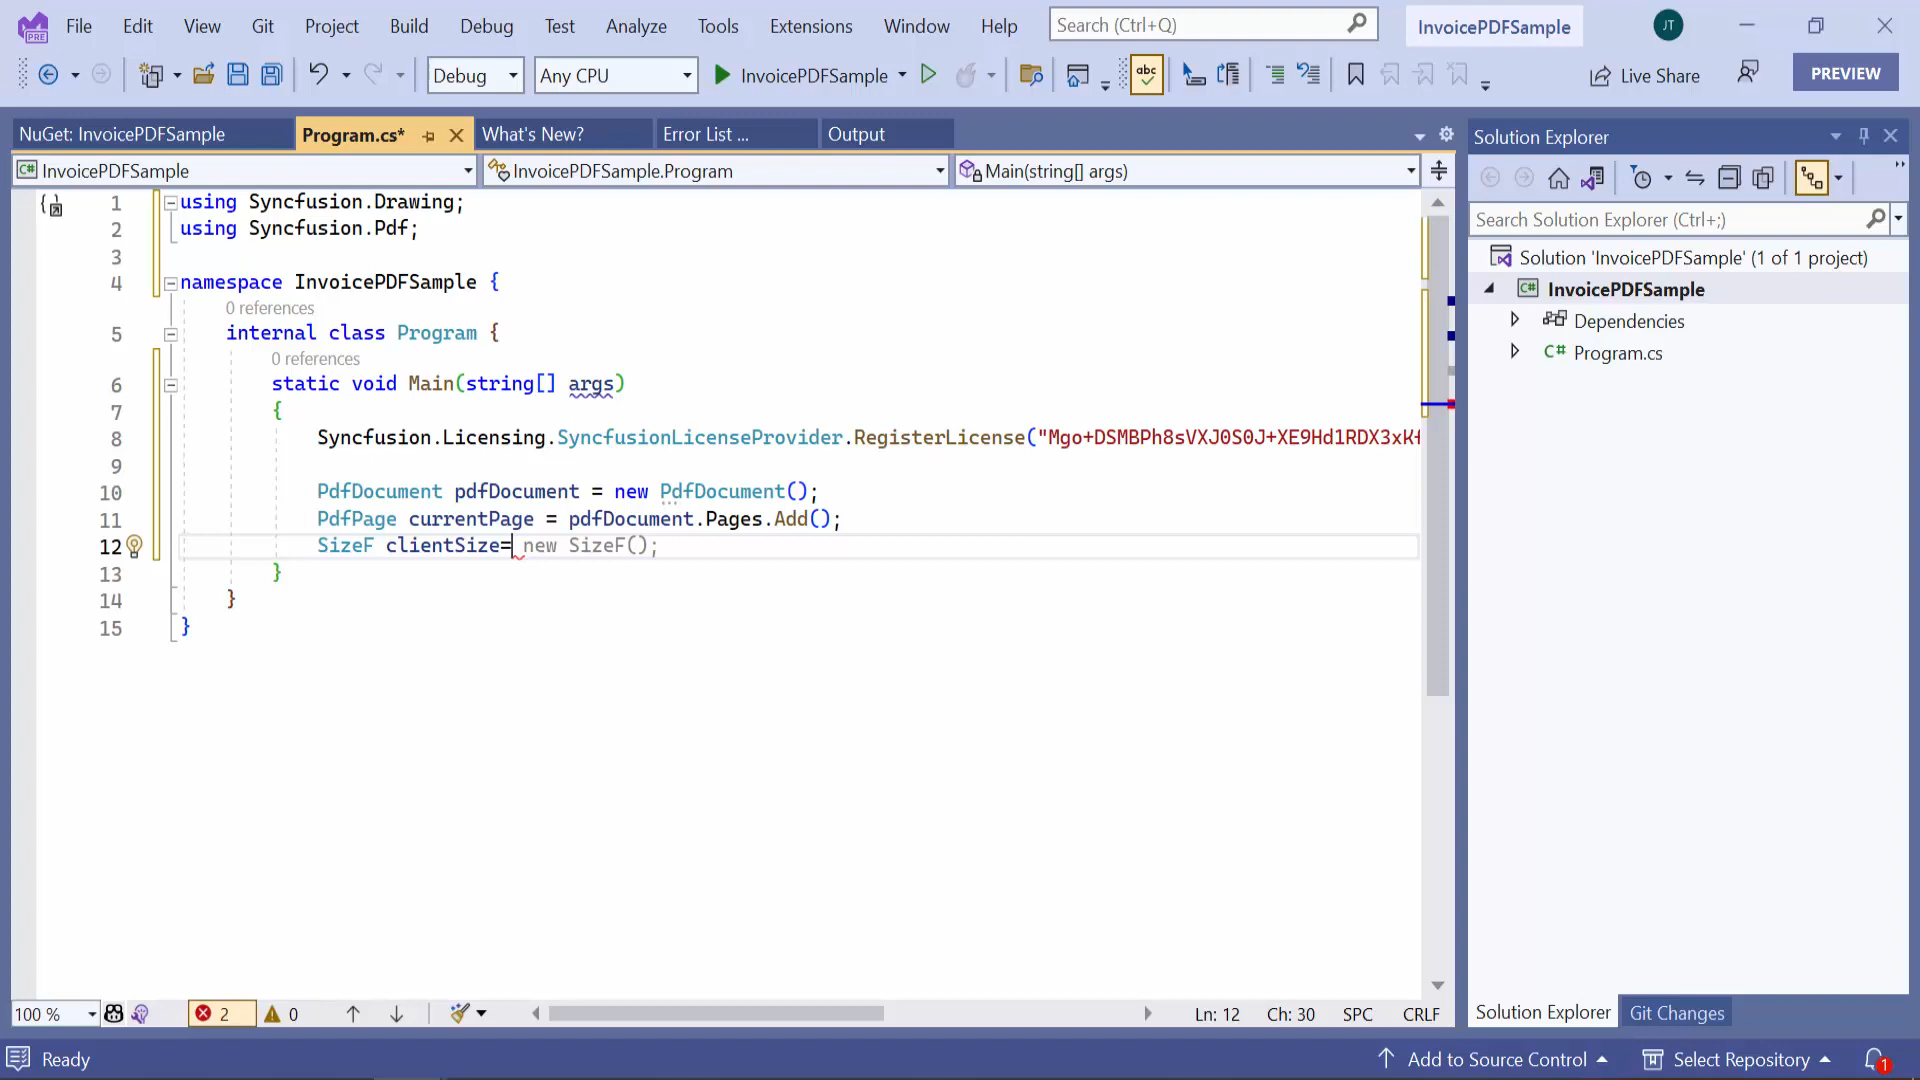 File Edit View Git Project Build Debug Test Analyze Tools Extensions Window Help Search (Ctrl+Q) InvoicePDFSample JT
PRE
Debug Any CPU InvoicePDFSample abc Live Share PREVIEW
NuGet: InvoicePDFSample Program.cs* What's New? Error List ... Output
Solution Explorer
C# InvoicePDFSample InvoicePDFSample.Program Main(string[] args)
Search Solution Explorer (Ctrl+;)
Solution 'InvoicePDFSample' (1 of 1 project)
C# InvoicePDFSample
Dependencies
C# Program.cs
1 using Syncfusion.Drawing;
2 using Syncfusion.Pdf;
3
4 namespace InvoicePDFSample {
0 references
5 internal class Program {
0 references
6 static void Main(string[] args)
7 {
8 Syncfusion.Licensing.SyncfusionLicenseProvider.RegisterLicense("Mgo+DSMBPh8sVXJ0S0J+XE9Hd1RDX3xKf
9
10 PdfDocument pdfDocument = new PdfDocument();
11 PdfPage currentPage = pdfDocument.Pages.Add();
12 SizeF clientSize= new SizeF();
13 }
14 }
15 }
100 % 2 0 Ln: 12 Ch: 30 SPC CRLF
Solution Explorer Git Changes
Ready Add to Source Control Select Repository 1